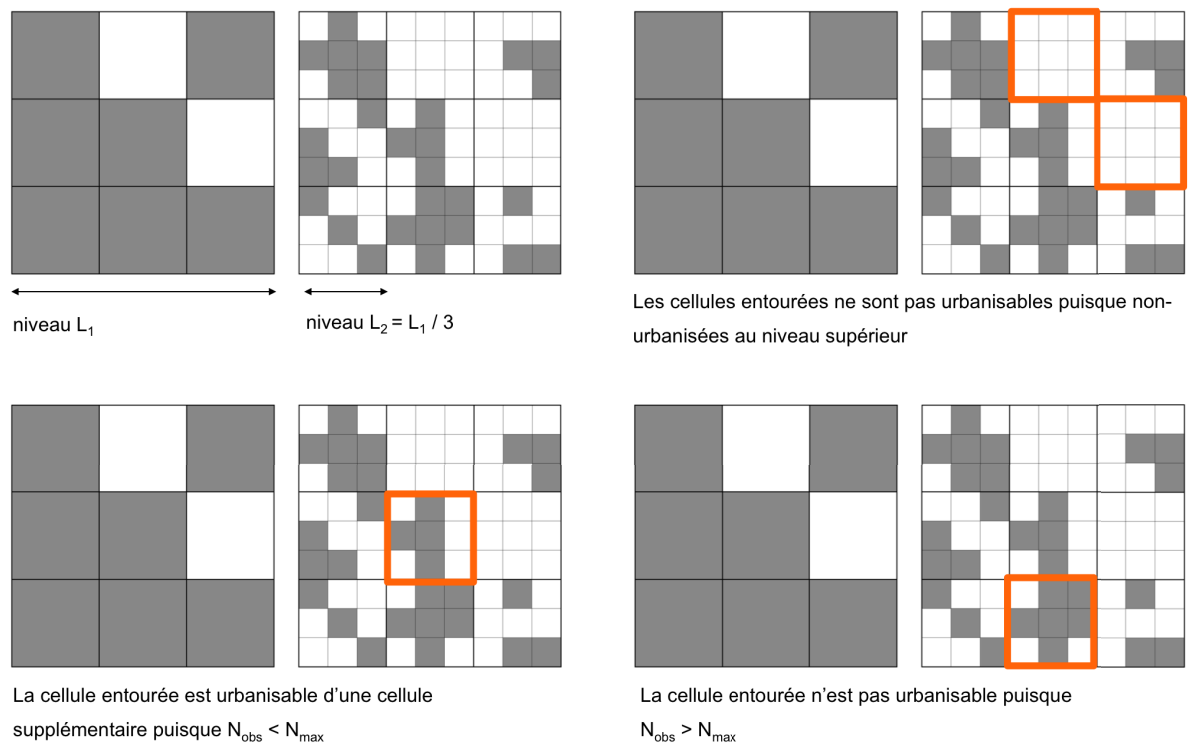 niveau L₁
niveau L₂ = L₁ / 3
Les cellules entourées ne sont pas urbanisables puisque non-
urbanisées au niveau supérieur
La cellule entourée est urbanisable d’une cellule
supplémentaire puisque Nobs < Nmax
La cellule entourée n’est pas urbanisable puisque
Nobs > Nmax